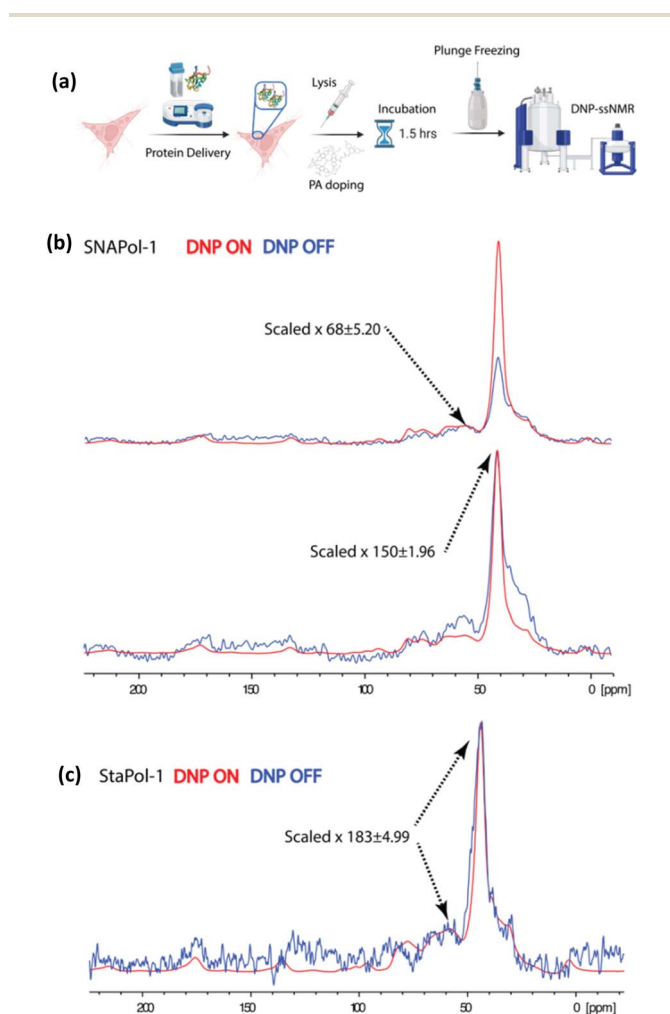 (a)
Protein Delivery
Lysis
PA doping
Incubation
1.5 hrs
Plunge Freezing
DNP-ssNMR
(b) SNAPol-1 DNP ON DNP OFF
Scaled x 68±5.20
Scaled x 150±1.96
200 150 100 50 0 [ppm]
(c) StaPol-1 DNP ON DNP OFF
Scaled x 183±4.99
200 150 100 50 0 [ppm]